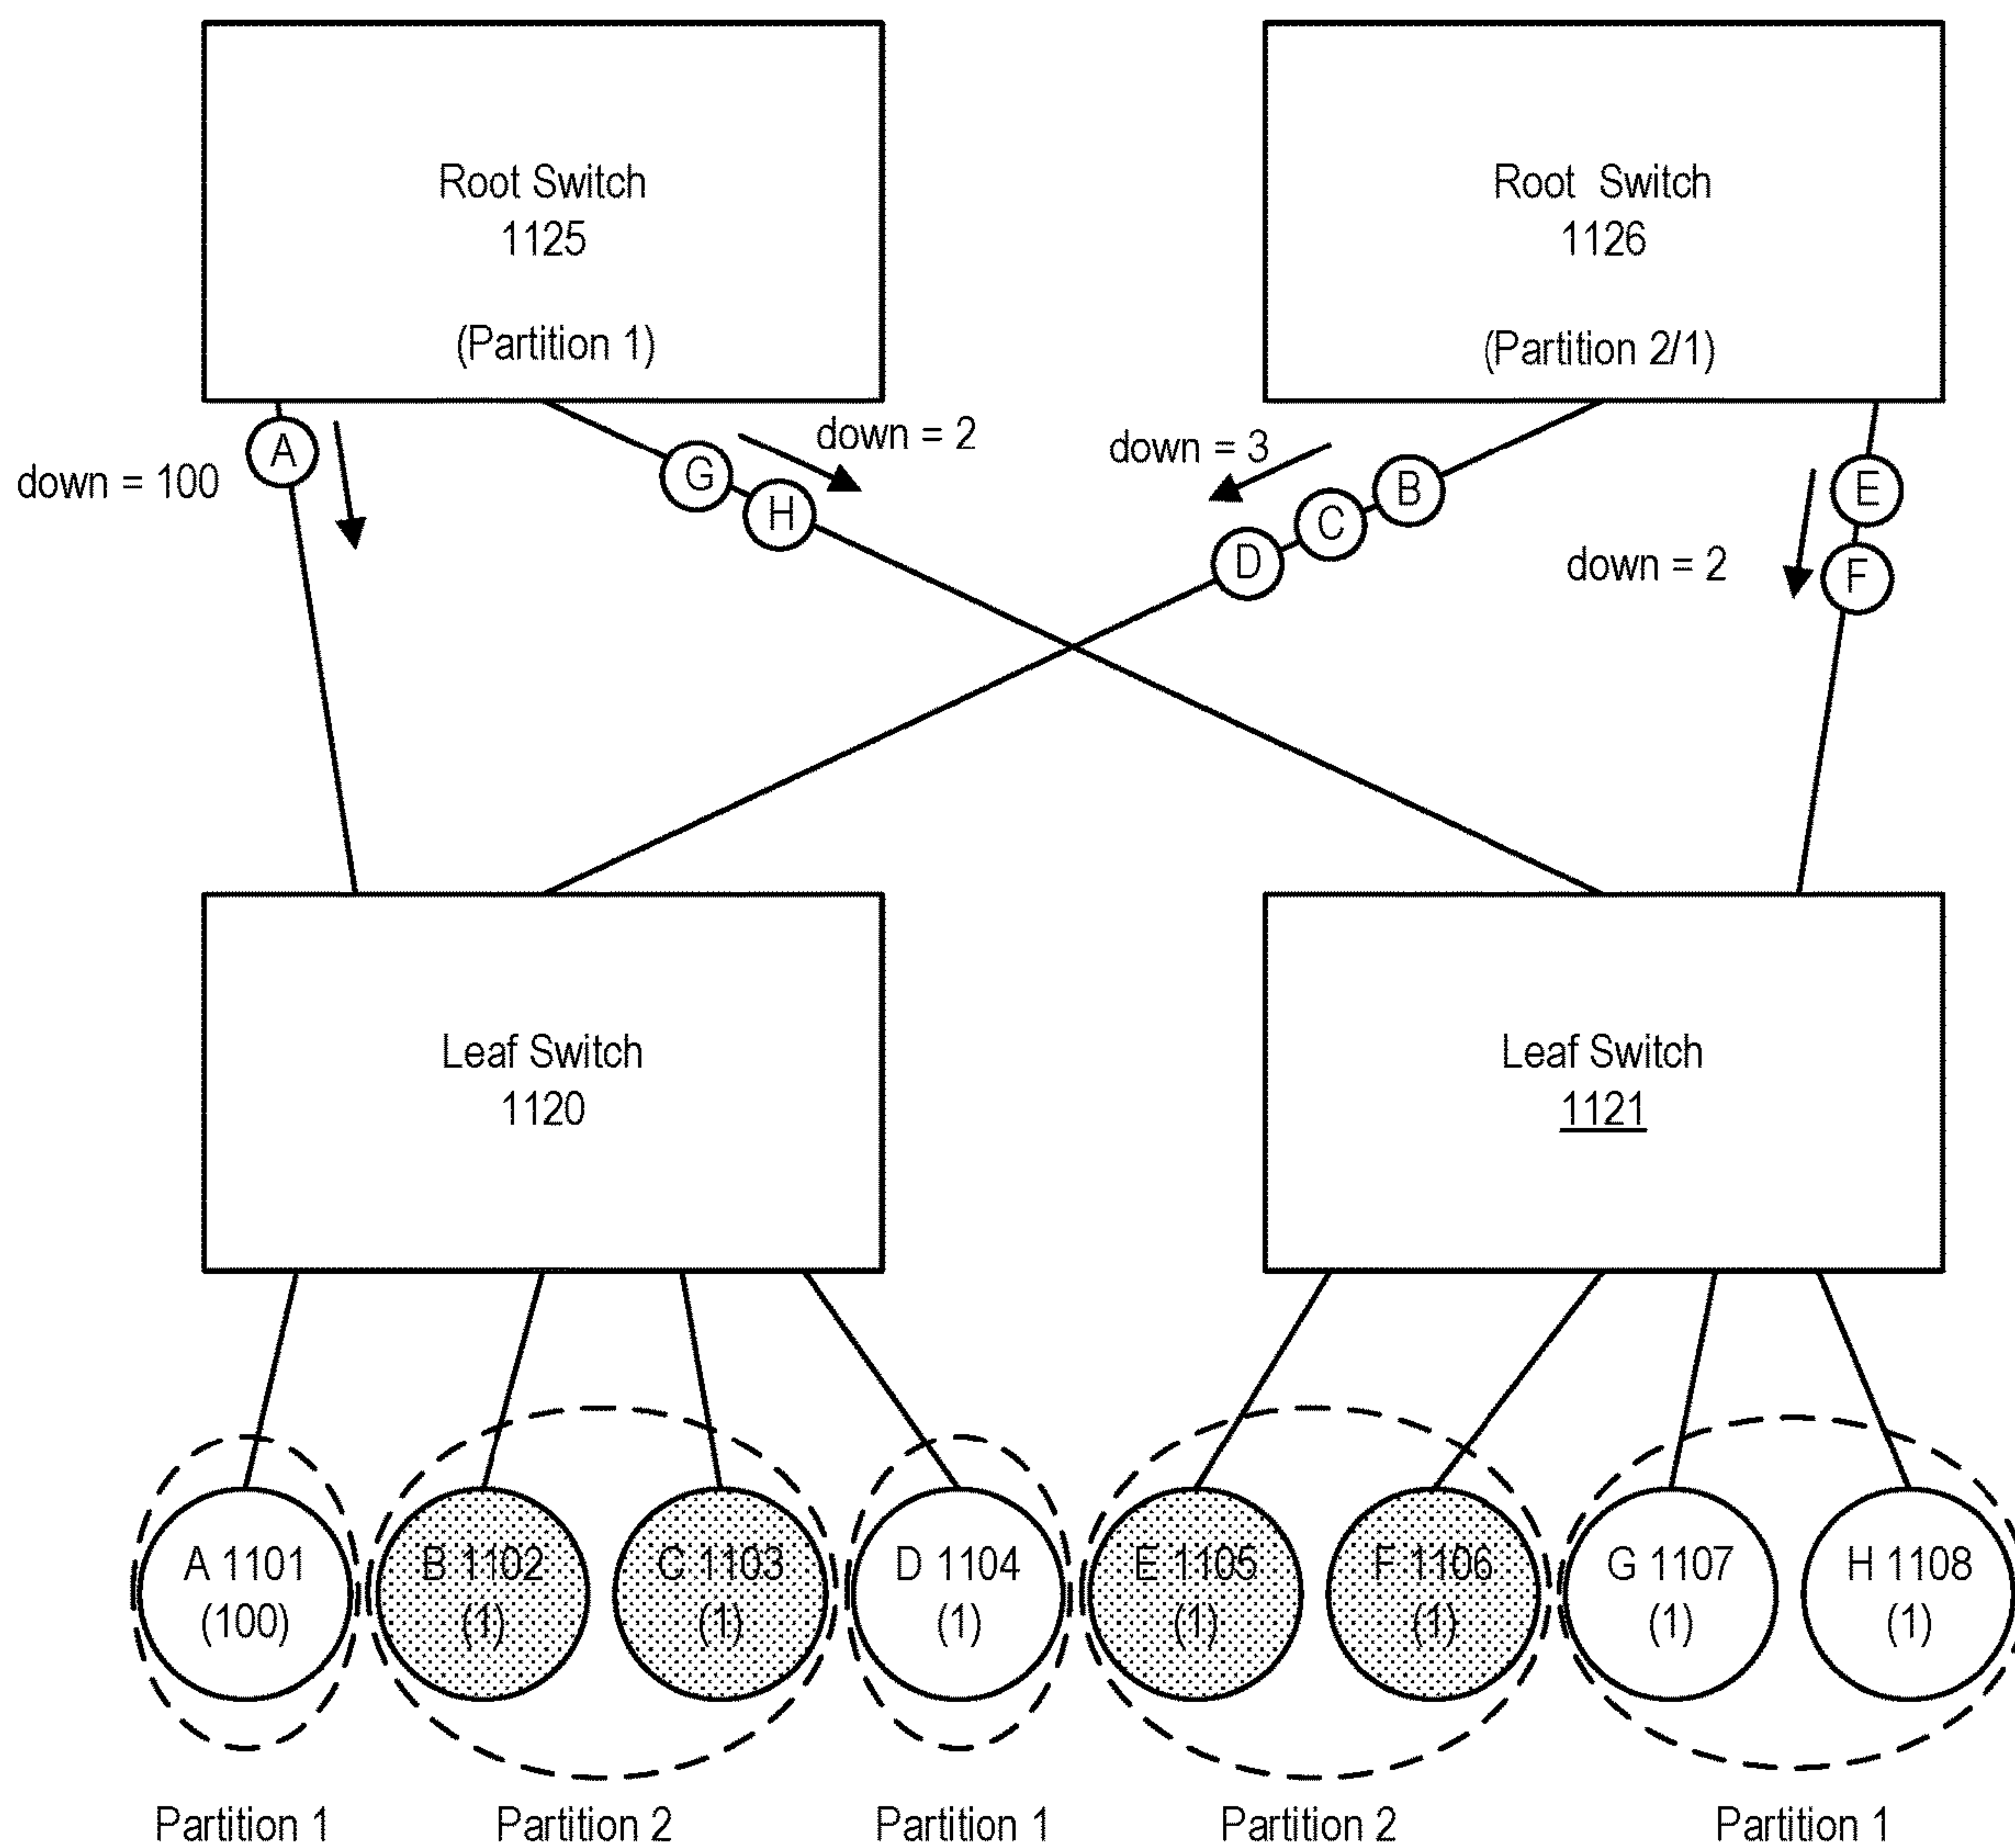 Root Switch
1125
(Partition 1)
Root Switch
1126
(Partition 2/1)
A
down = 100
G
H
down = 2
down = 3
B
C
D
E
F
down = 2
Leaf Switch
1120
Leaf Switch
1121
A 1101
(100)
B 1102
(1)
C 1103
(1)
D 1104
(1)
E 1105
(1)
F 1106
(1)
G 1107
(1)
H 1108
(1)
Partition 1
Partition 2
Partition 1
Partition 2
Partition 1